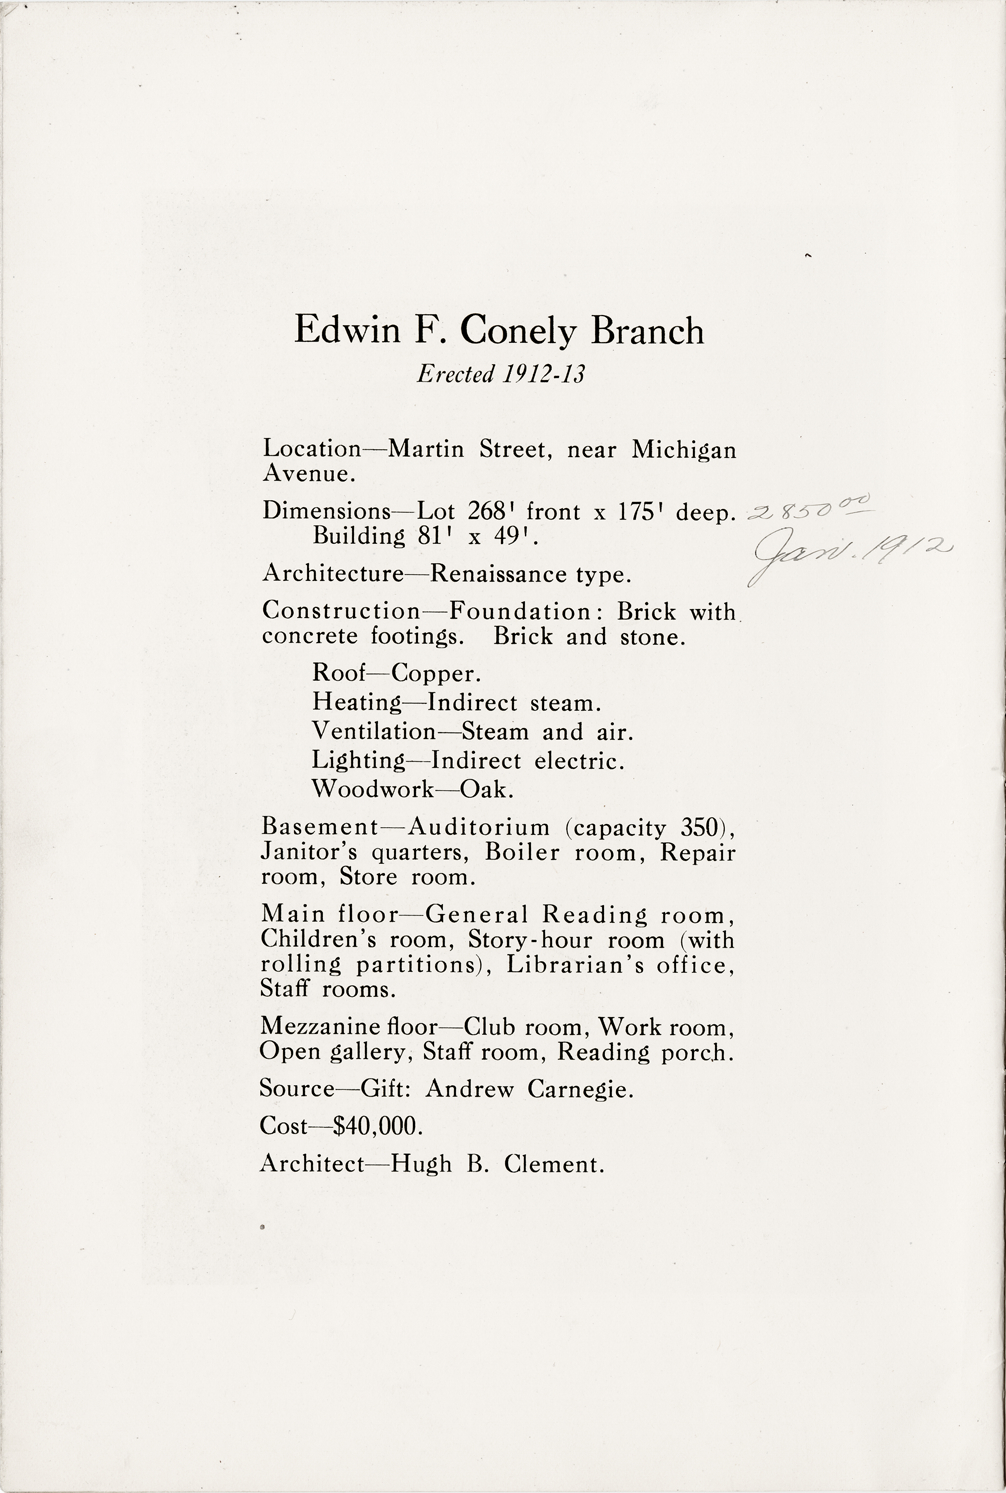 Edwin F. Conely Branch
Erected 1912-13
Location—Martin Street, near Michigan
Avenue.
Dimensions—Lot 268' front x 175' deep. 2850 00
Building 81' x 49'.
Jan. 1912
Architecture—Renaissance type.
Construction—Foundation: Brick with
concrete footings. Brick and stone.
Roof—Copper.
Heating—Indirect steam.
Ventilation—Steam and air.
Lighting—Indirect electric.
Woodwork—Oak.
Basement—Auditorium (capacity 350),
Janitor's quarters, Boiler room, Repair
room, Store room.
Main floor—General Reading room,
Children's room, Story-hour room (with
rolling partitions), Librarian's office,
Staff rooms.
Mezzanine floor—Club room, Work room,
Open gallery, Staff room, Reading porch.
Source—Gift: Andrew Carnegie.
Cost—$40,000.
Architect—Hugh B. Clement.